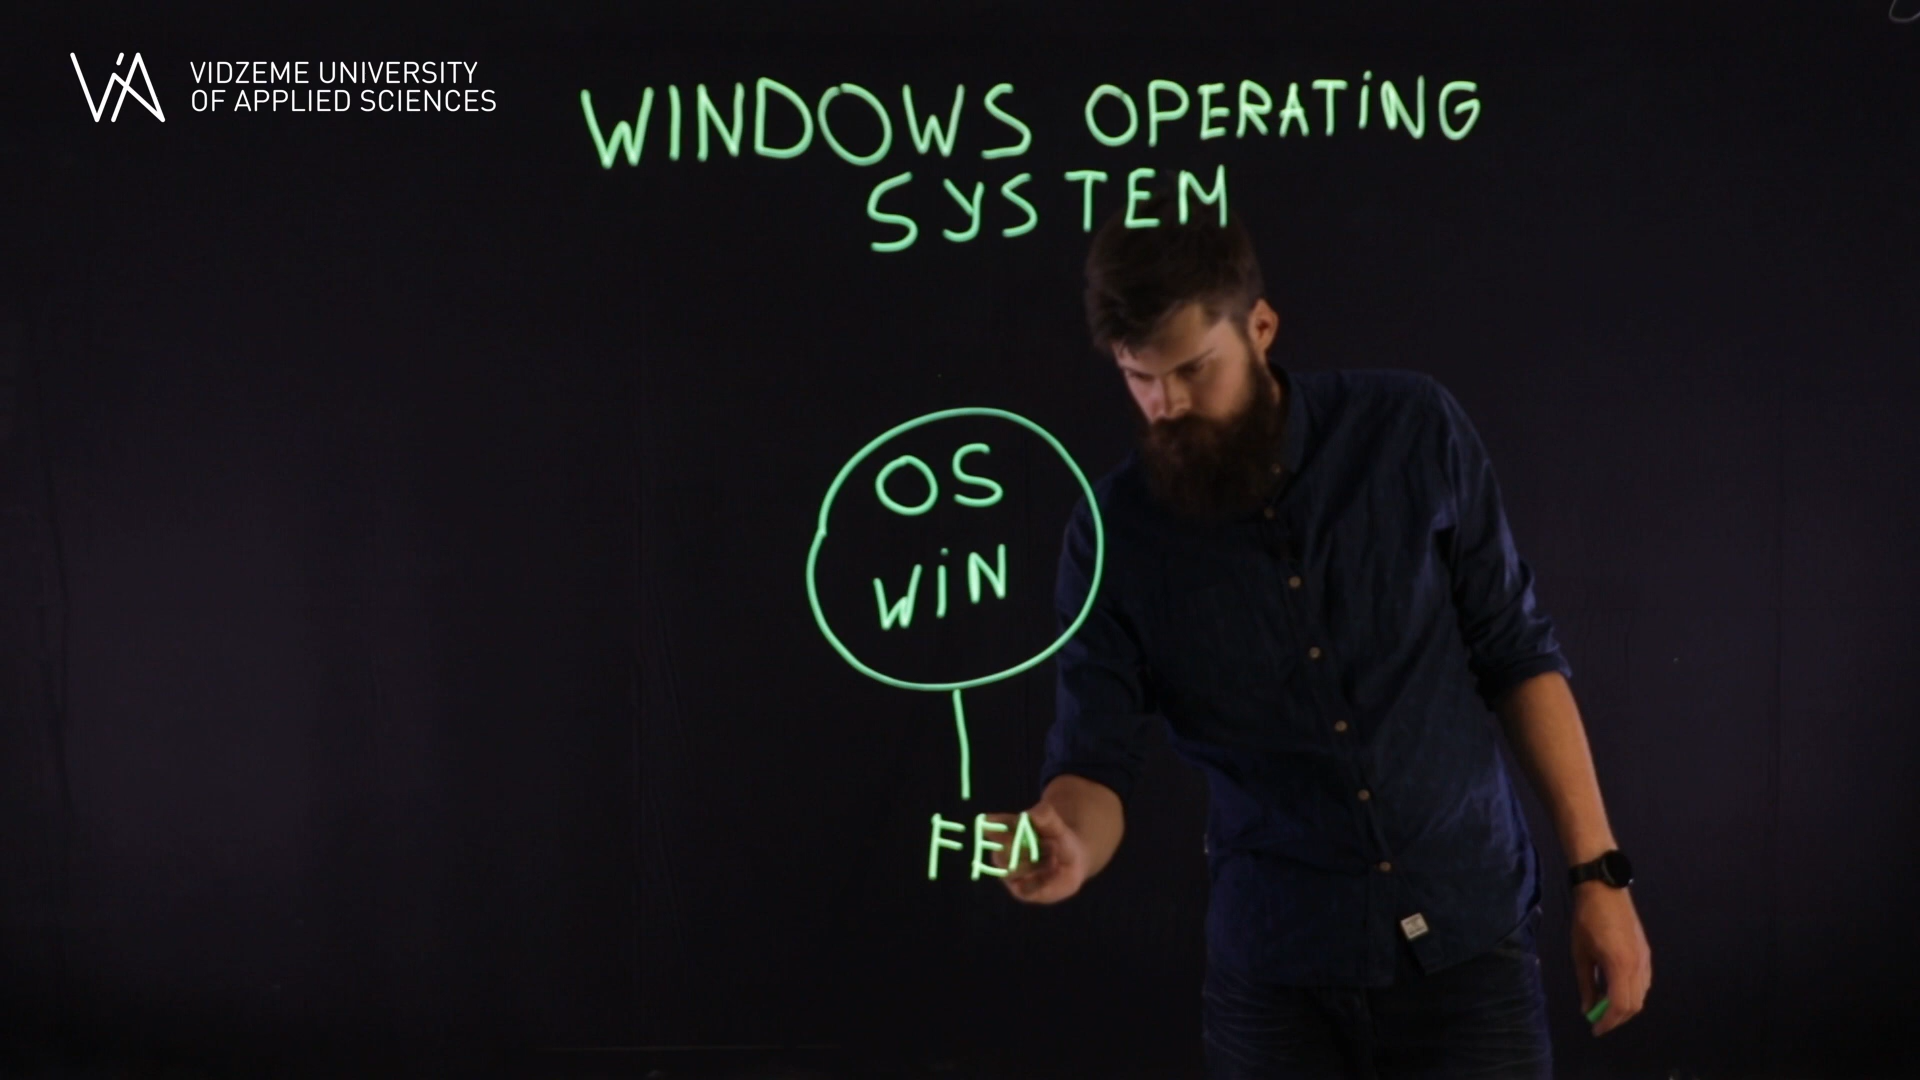 VIDZEME UNIVERSITY
OF APPLIED SCIENCES
WINDOWS OPERATING
SYSTEM
OS
WIN
FEA